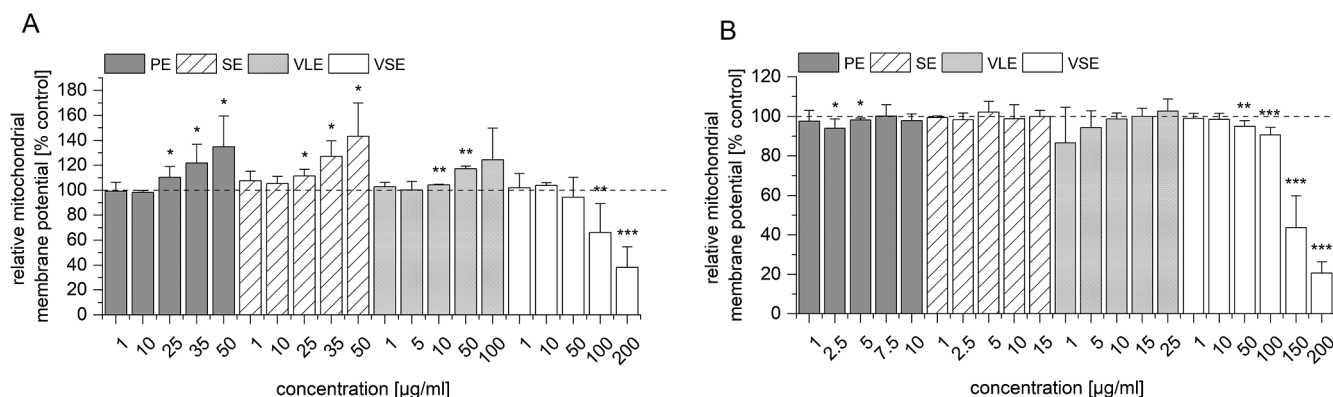 A
PE SE VLE VSE
relative mitochondrial
membrane potential [% control]
180
160
140
120
100
80
60
40
20
0
* * * * * * ** ** ** ***
1 10 25 35 50 1 10 25 35 50 1 5 10 50 100 1 10 50 100 200
concentration [µg/ml]
B
PE SE VLE VSE
relative mitochondrial
membrane potential [% control]
120
100
80
60
40
20
0
* * ** *** *** ***
1 2.5 5 7.5 10 1 2.5 5 10 15 1 5 10 15 25 1 10 50 100 150 200
concentration [µg/ml]